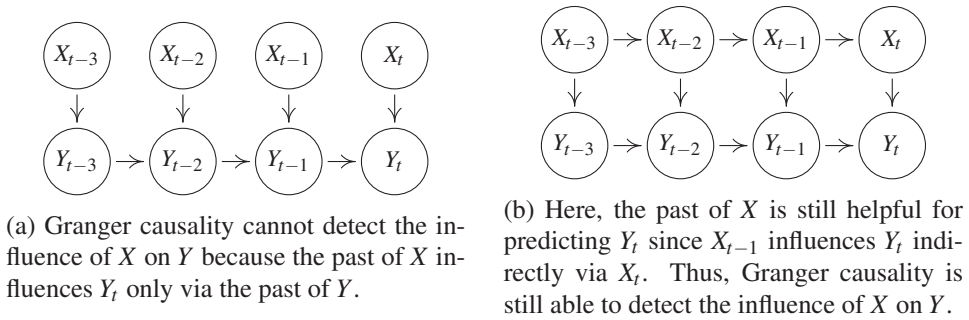 X_{t−3} X_{t−2} X_{t−1} X_t
Y_{t−3} Y_{t−2} Y_{t−1} Y_t
(a) Granger causality cannot detect the in-
fluence of X on Y because the past of X in-
fluences Y_t only via the past of Y.
X_{t−3} X_{t−2} X_{t−1} X_t
Y_{t−3} Y_{t−2} Y_{t−1} Y_t
(b) Here, the past of X is still helpful for
predicting Y_t since X_{t−1} influences Y_t indi-
rectly via X_t. Thus, Granger causality is
still able to detect the influence of X on Y.